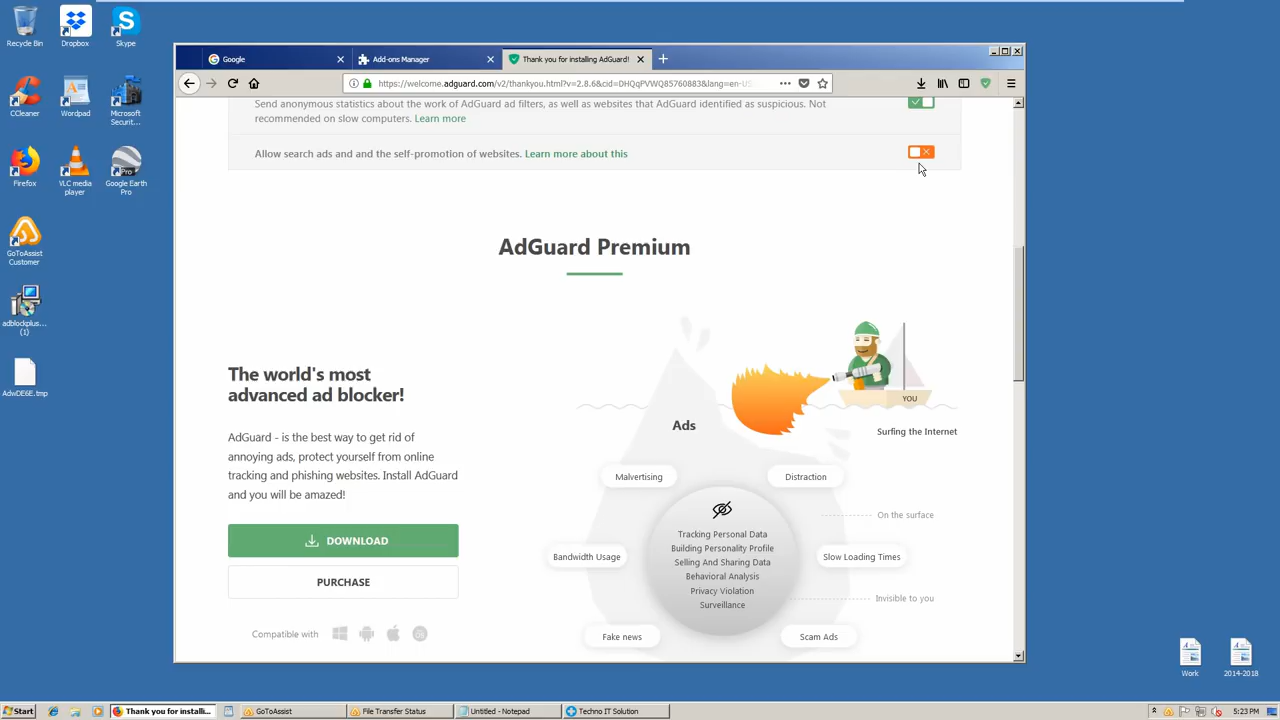 Recycle Bin
Dropbox
Skype
CCleaner
Wordpad
Microsoft
Securit...
Firefox
VLC media
player
Google Earth
Pro
Pro
GoToAssist
Customer
adblockplus...
(1)
AdwDE6E.tmp
Google
Add-ons Manager
Thank you for installing AdGuard!
https://welcome.adguard.com/v2/thankyou.html?v=2.8.6&cid=DHQqPVWQ85760883&lang=en-US
Send anonymous statistics about the work of AdGuard ad filters, as well as websites that AdGuard identified as suspicious. Not
recommended on slow computers. Learn more
Allow search ads and and the self-promotion of websites. Learn more about this
AdGuard Premium
The world's most
advanced ad blocker!
AdGuard - is the best way to get rid of
annoying ads, protect yourself from online
tracking and phishing websites. Install AdGuard
and you will be amazed!
DOWNLOAD
PURCHASE
Compatible with
YOU
Ads
Surfing the Internet
Malvertising
Distraction
On the surface
Tracking Personal Data
Building Personality Profile
Selling And Sharing Data
Behavioral Analysis
Privacy Violation
Surveillance
Bandwidth Usage
Slow Loading Times
Invisible to you
Fake news
Scam Ads
Work
2014-2018
Start
Thank you for installi...
GoToAssist
File Transfer Status
Untitled - Notepad
Techno IT Solution
5:23 PM